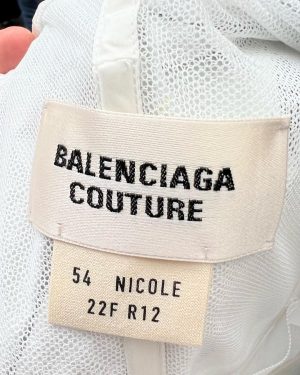 BALENCIAGA
COUTURE
54 NICOLE
22F R12